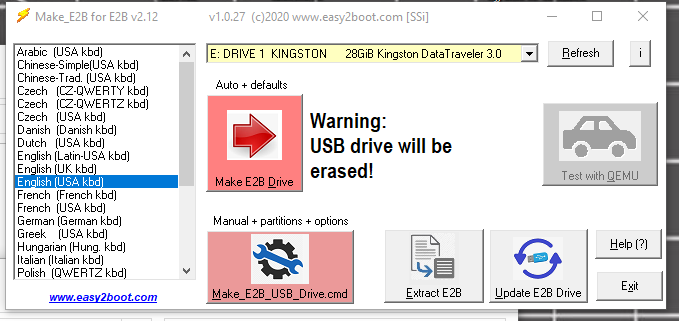 Make_E2B for E2B v2.12 v1.0.27 (c)2020 www.easy2boot.com [SSi]
Arabic (USA kbd)
Chinese-Simple(USA kbd)
Chinese-Trad. (USA kbd)
Czech (CZ-QWERTY kbd)
Czech (CZ-QWERTZ kbd)
Czech (USA kbd)
Danish (Danish kbd)
Dutch (USA kbd)
English (Latin-USA kbd)
English (UK kbd)
English (USA kbd)
French (French kbd)
French (USA kbd)
German (German kbd)
Greek (USA kbd)
Hungarian (Hung. kbd)
Italian (Italian kbd)
Polish (QWERTZ kbd)
www.easy2boot.com
E: DRIVE 1 KINGSTON 28GiB Kingston DataTraveler 3.0
Refresh
i
Auto + defaults
Make E2B Drive
Warning:
USB drive will be
erased!
Test with QEMU
Manual + partitions + options
Make_E2B_USB_Drive.cmd
Extract E2B
Update E2B Drive
Help (?)
Exit